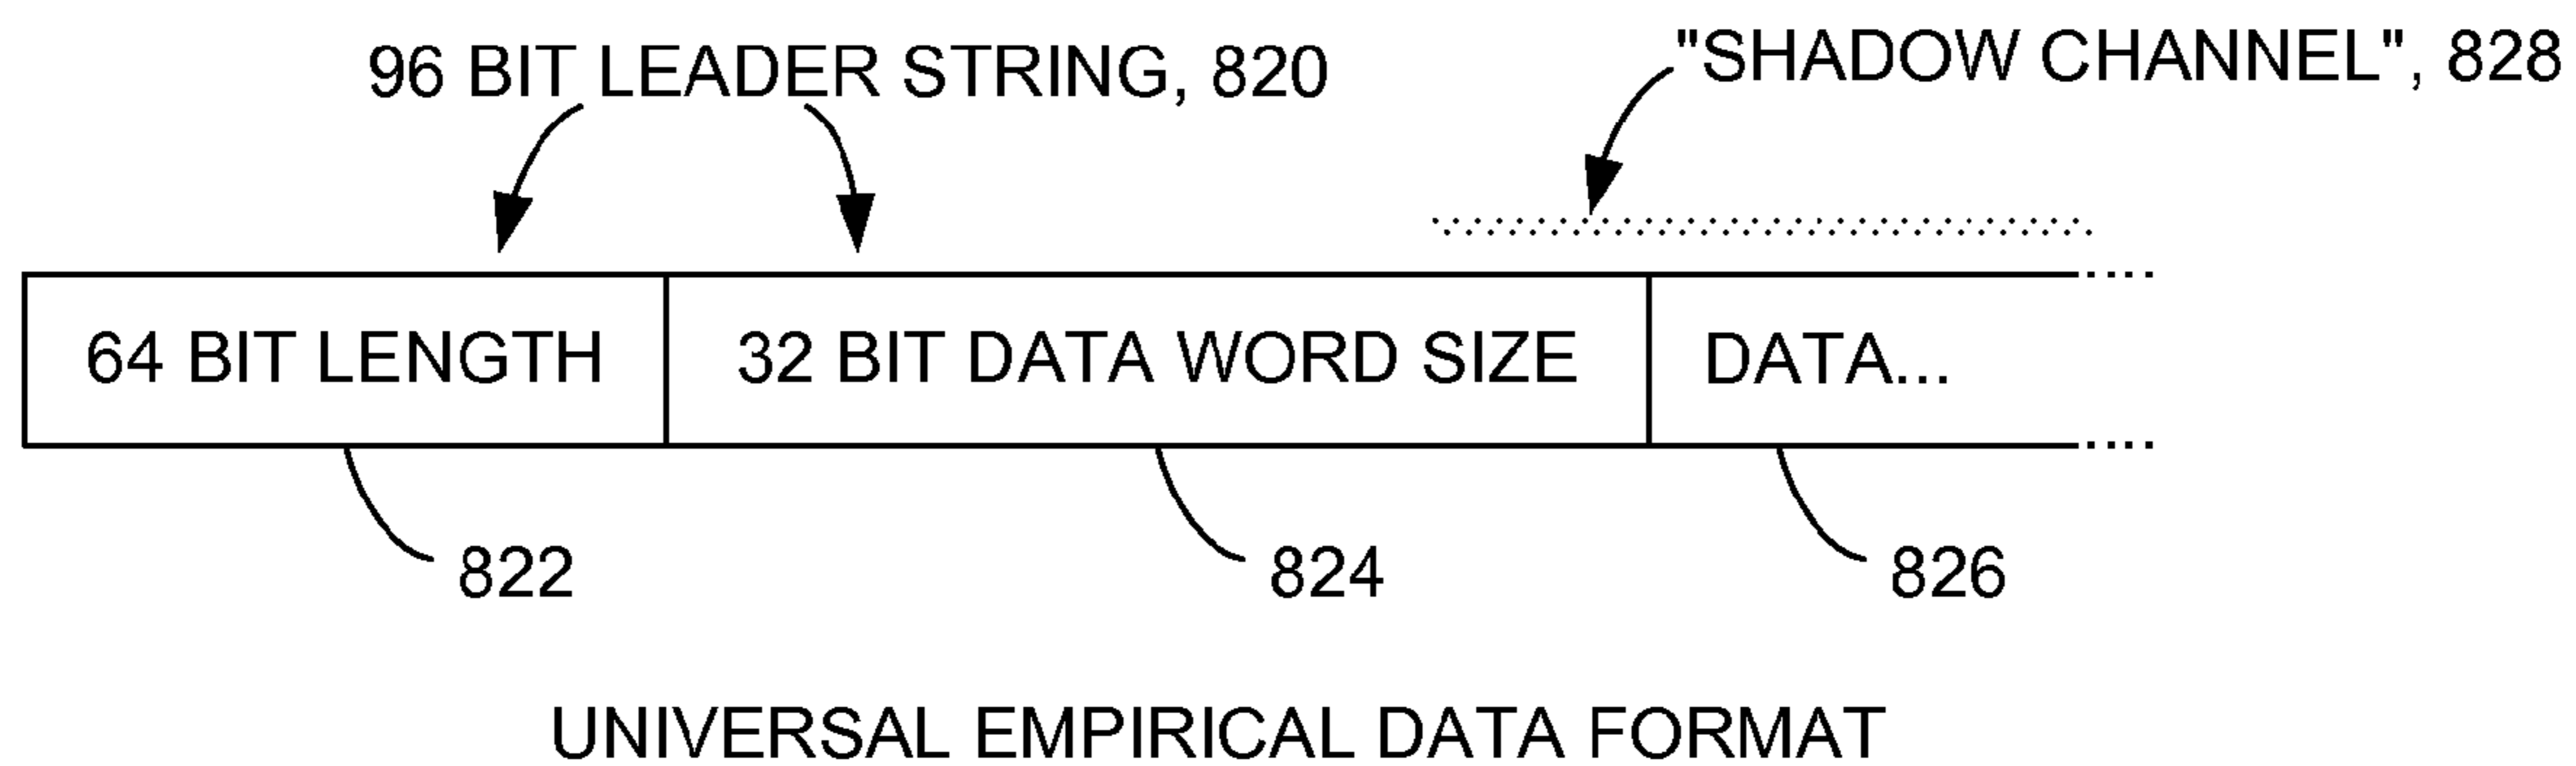 96 BIT LEADER STRING, 820
"SHADOW CHANNEL", 828
64 BIT LENGTH
32 BIT DATA WORD SIZE
DATA...
822
824
826
UNIVERSAL EMPIRICAL DATA FORMAT